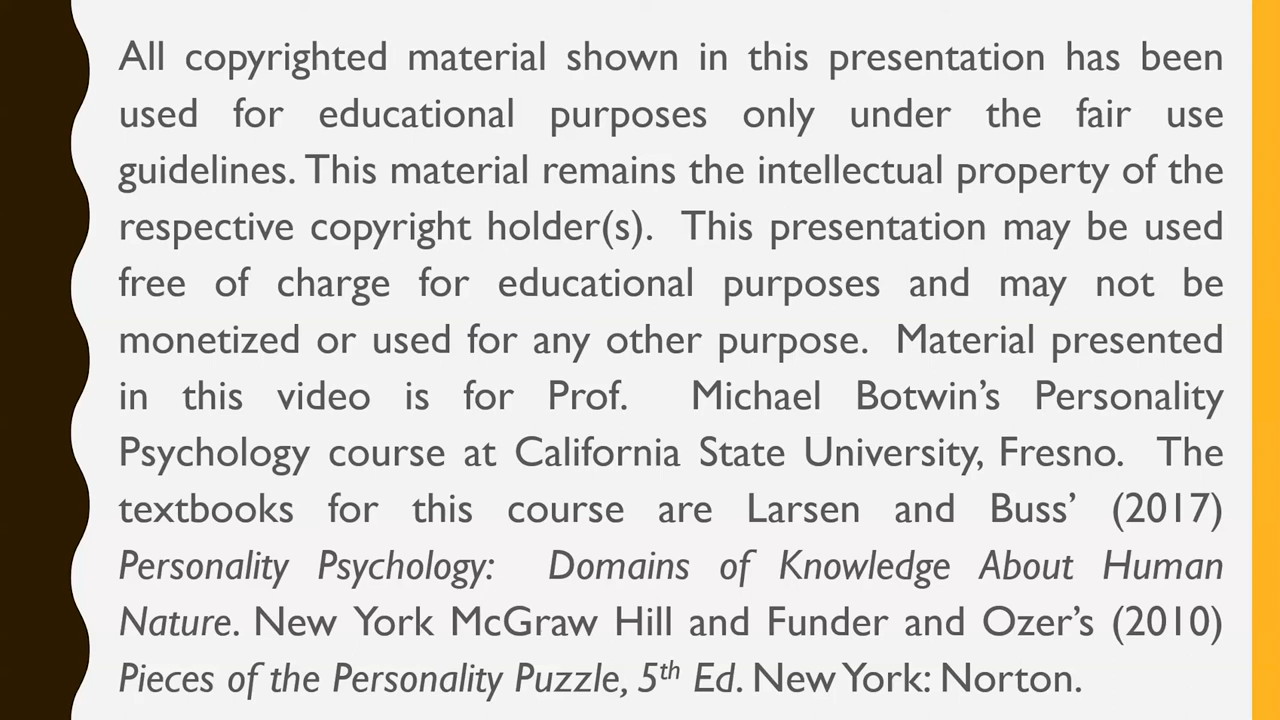 All copyrighted material shown in this presentation has been
used for educational purposes only under the fair use
guidelines. This material remains the intellectual property of the
respective copyright holder(s).  This presentation may be used
free of charge for educational purposes and may not be
monetized or used for any other purpose.  Material presented
in this video is for Prof.  Michael Botwin’s Personality
Psychology course at California State University, Fresno.  The
textbooks for this course are Larsen and Buss’ (2017)
Personality Psychology:  Domains of Knowledge About Human
Nature. New York McGraw Hill and Funder and Ozer’s (2010)
Pieces of the Personality Puzzle, 5th Ed. New York: Norton.